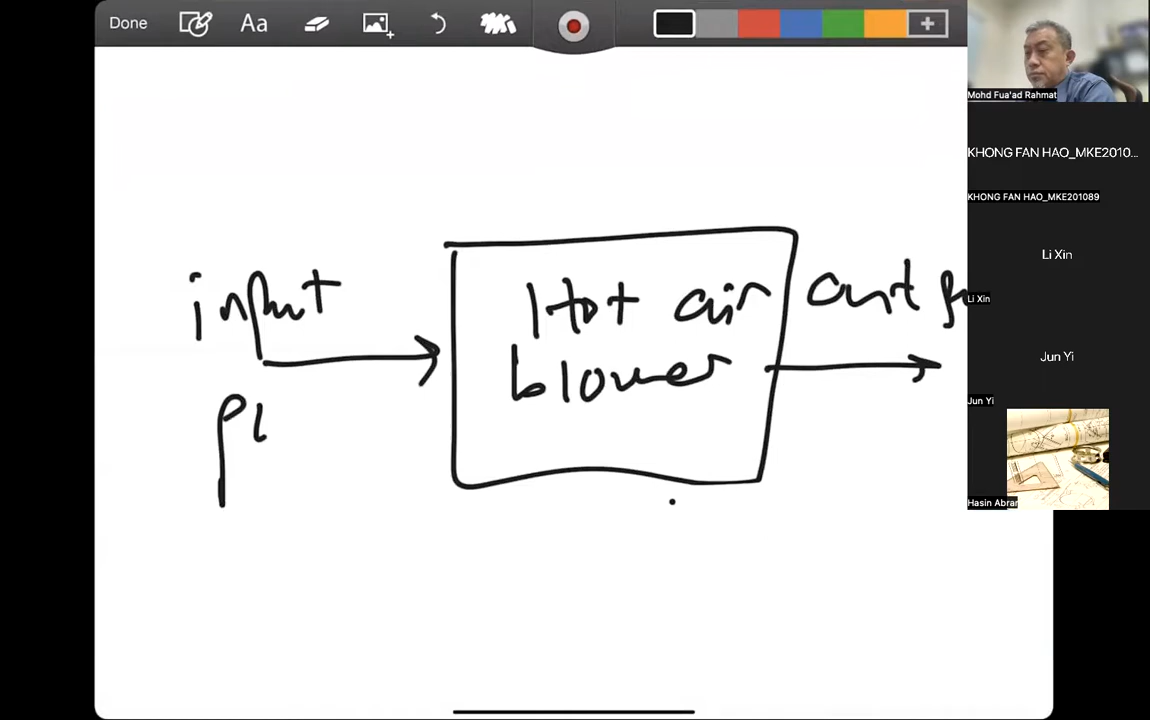 Done
Aa
Mohd Fua'ad Rahmat
KHONG FAN HAO_MKE2010...
KHONG FAN HAO_MKE201089
Li Xin
Li Xin
Jun Yi
Jun Yi
Hasin Abrar
input
Hot air
blower